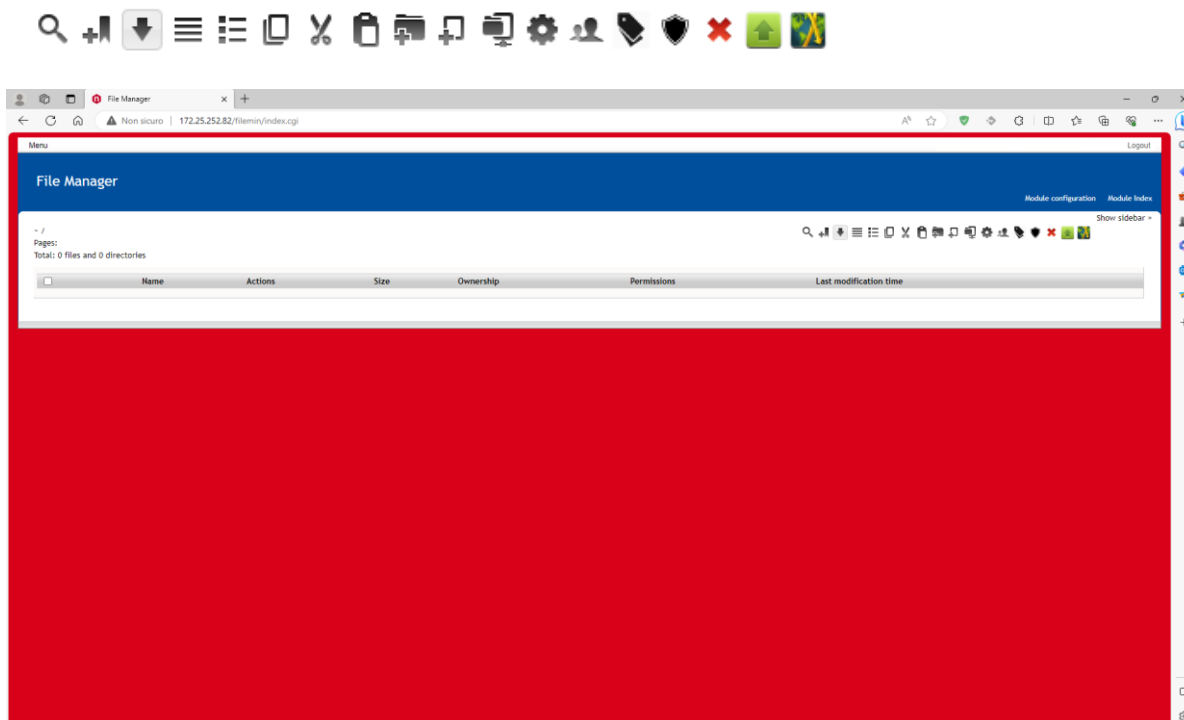 File Manager
Non sicuro | 172.25.252.82/filemin/index.cgi
Menu
Logout
File Manager
Module configuration Module Index
Show sidebar »
~ /
Pages:
Total: 0 files and 0 directories
Name Actions Size Ownership Permissions Last modification time